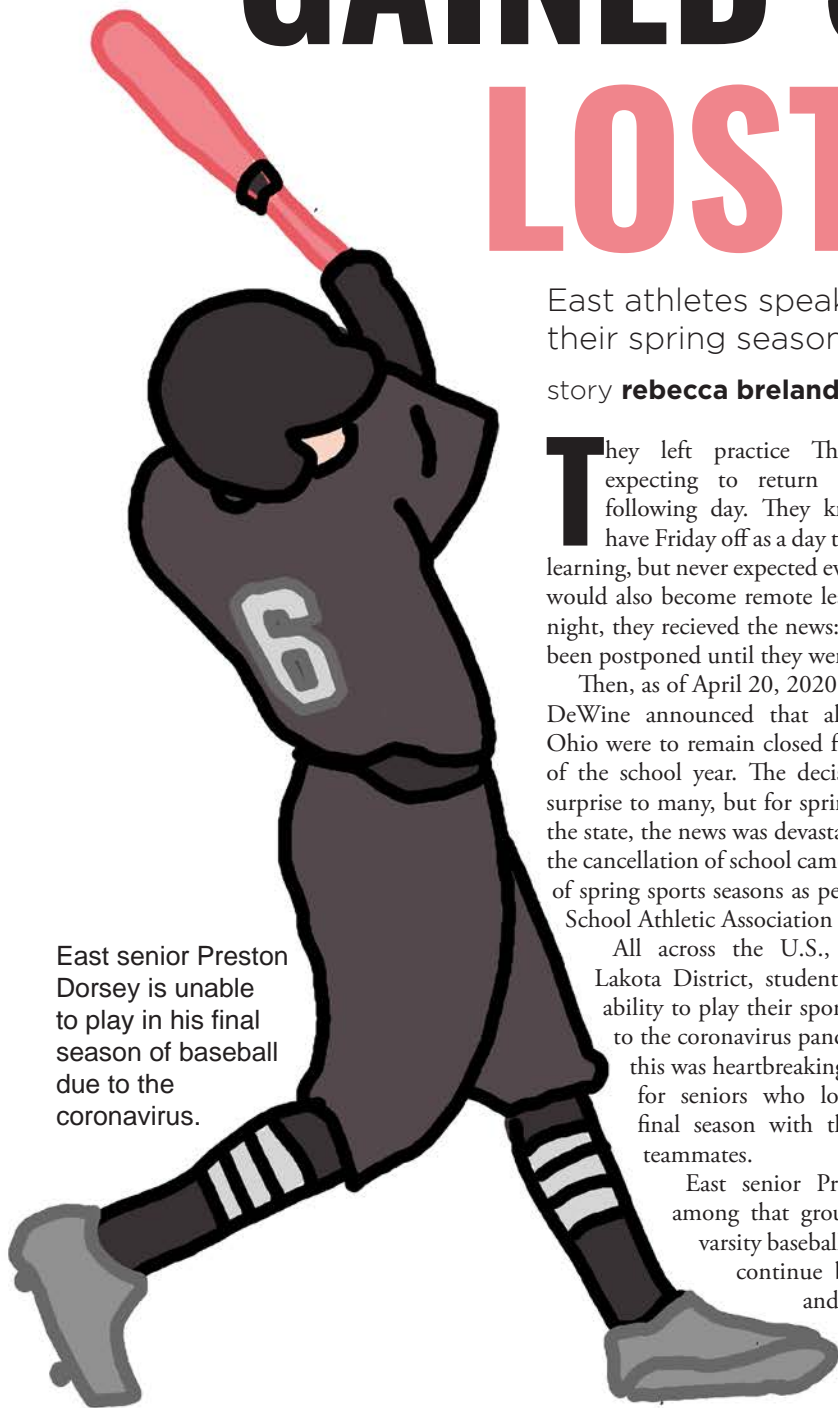 GAINED
LOST
East athletes speak
their spring season
story rebecca breland
They left practice Th
expecting to return
following day. They kn
have Friday off as a day t
learning, but never expected ev
would also become remote lea
night, they recieved the news:
been postponed until they wer
Then, as of April 20, 2020
DeWine announced that al
Ohio were to remain closed f
of the school year. The decis
surprise to many, but for sprin
the state, the news was devasta
the cancellation of school cam
of spring sports seasons as pe
School Athletic Association
All across the U.S.,
Lakota District, student
ability to play their spor
to the coronavirus pand
this was heartbreaking
for seniors who lo
final season with th
teammates.
East senior Pr
among that grou
varsity basebal
continue b
and
East senior Preston
Dorsey is unable
to play in his final
season of baseball
due to the
coronavirus.
6